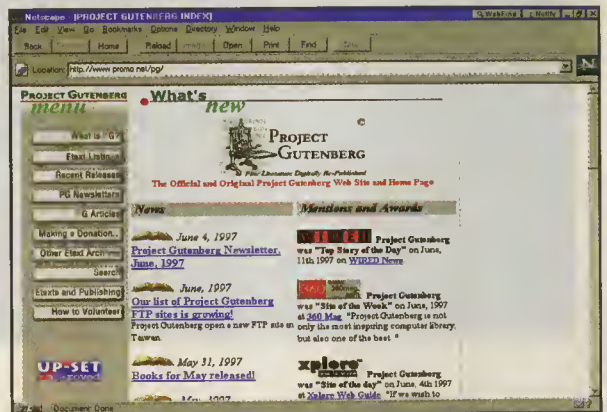 Netscape - [PROJECT GUTENBERG INDEX]
File Edit View Go Bookmarks Options Directory Window Help
Back Home Reload Open Print Find
Location: http://www.promo.net/pg/
PROJECT GUTENBERG
menu
What is PG?
Etext Listings
Recent Releases
PG Newsletters
PG Articles
Making a Donation..
Other Etext Archives
Search
Etexts and Publishing
How to Volunteer
UP-SET
What's
new
PROJECT
GUTENBERG
Fine Literature Digitally Re-Published
The Official and Original Project Gutenberg Web Site and Home Page
News
June 4, 1997
Project Gutenberg Newsletter,
June, 1997
June, 1997
Our list of Project Gutenberg
FTP sites is growing!
Project Gutenberg open a new FTP site in
Taiwan.
May 31, 1997
Books for May released!
May, 1997
Mentions and Awards
WIRED Project Gutenberg
was "Top Story of the Day" on June,
11th 1997 on WIRED News
Project Gutenberg
was "Site of the Week" on June, 1997
at 360 Mag. "Project Gutenberg is not
only the most inspiring computer library,
but also one of the best. "
xplore Project Gutenberg
was "Site of the day" on June, 4th 1997
at Xplore Web Guide. "If we wish to
Document: Done